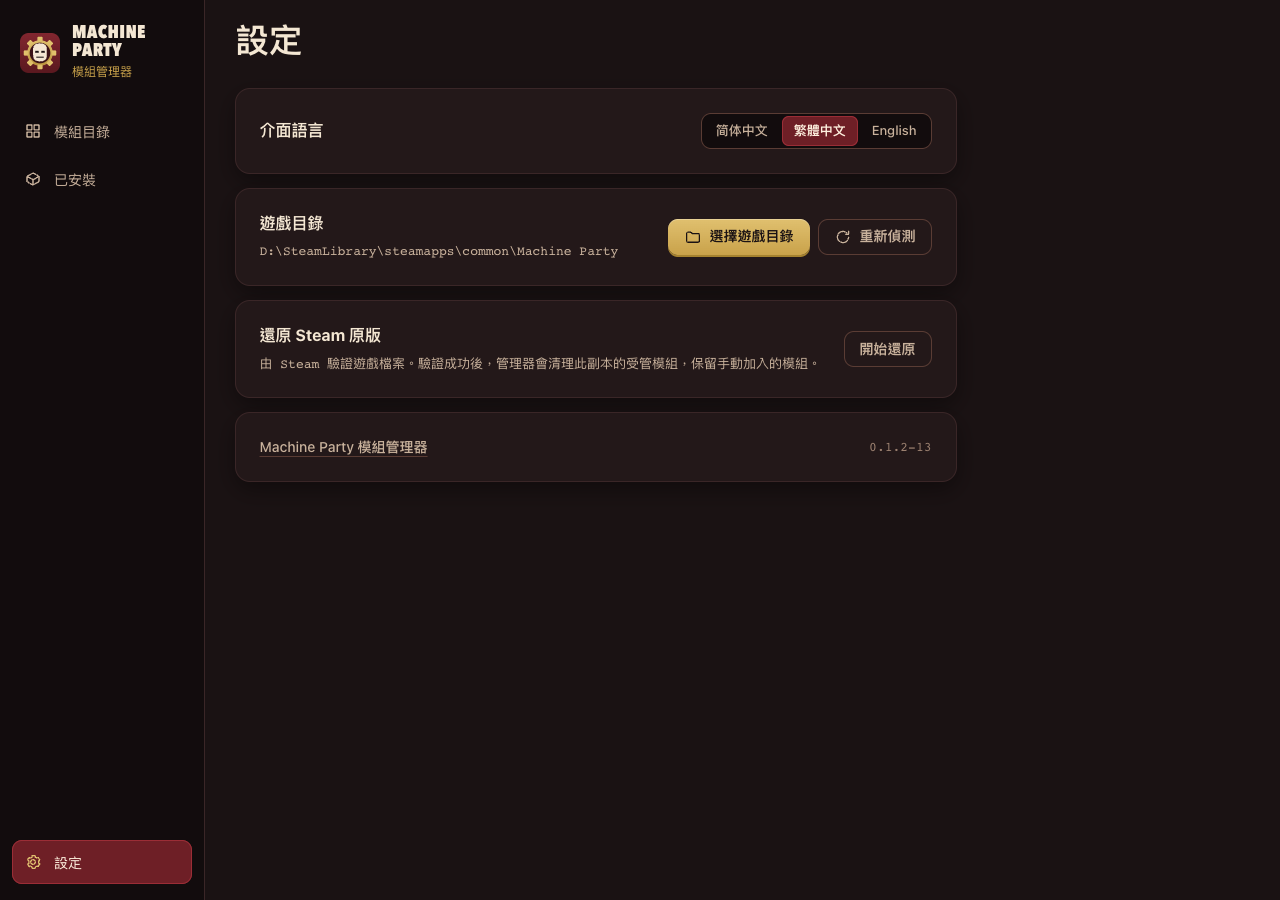 MACHINE
PARTY
模組管理器
模組目錄
已安裝
設定
設定
介面語言
简体中文
繁體中文
English
遊戲目錄
D:\SteamLibrary\steamapps\common\Machine Party
選擇遊戲目錄
重新偵測
還原 Steam 原版
由 Steam 驗證遊戲檔案。驗證成功後，管理器會清理此副本的受管模組，保留手動加入的模組。
開始還原
Machine Party 模組管理器
0.1.2-13